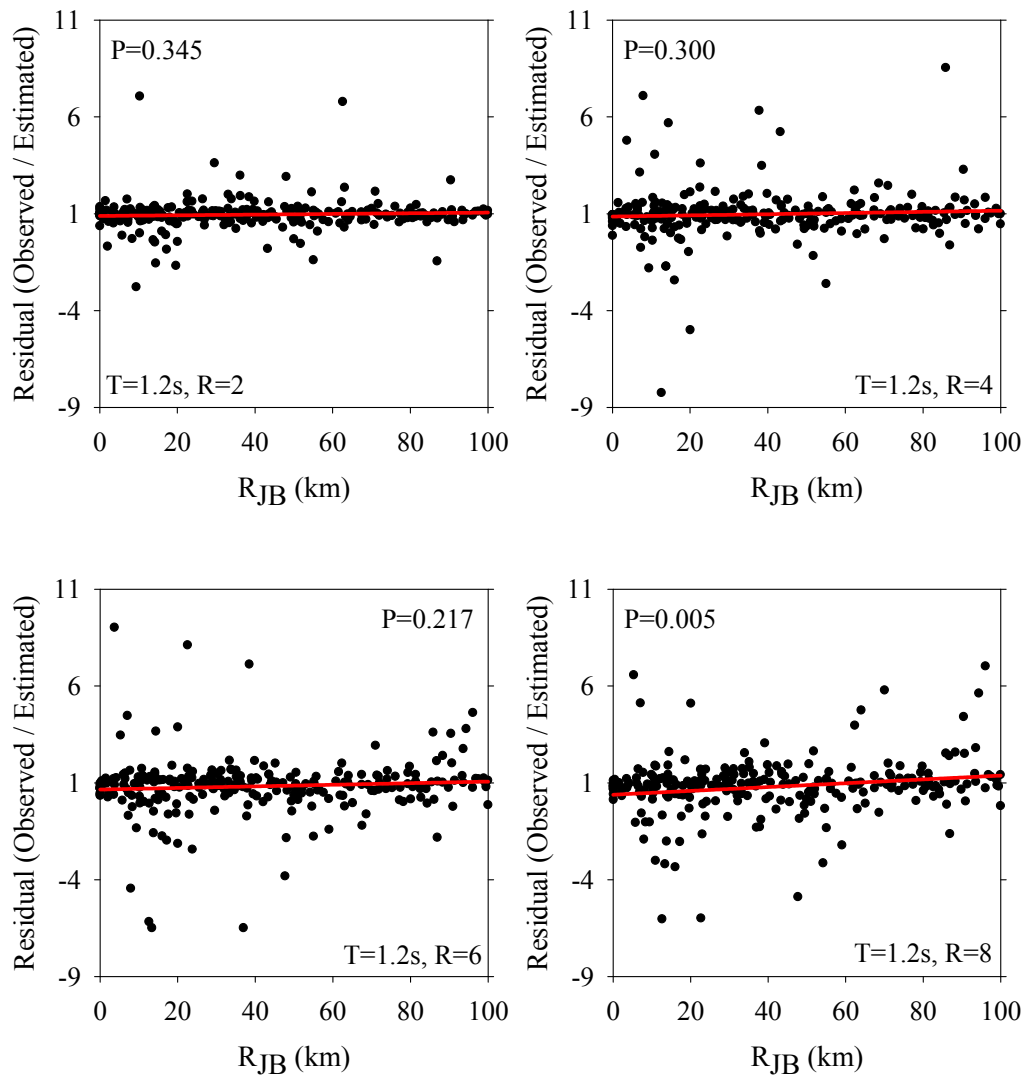 Residual (Observed / Estimated)
11
6
1
-4
-9
P=0.345
T=1.2s, R=2
0 20 40 60 80 100
R_JB (km)
Residual (Observed / Estimated)
11
6
1
-4
-9
P=0.300
T=1.2s, R=4
0 20 40 60 80 100
R_JB (km)
Residual (Observed / Estimated)
11
6
1
-4
-9
P=0.217
T=1.2s, R=6
0 20 40 60 80 100
R_JB (km)
Residual (Observed / Estimated)
11
6
1
-4
-9
P=0.005
T=1.2s, R=8
0 20 40 60 80 100
R_JB (km)